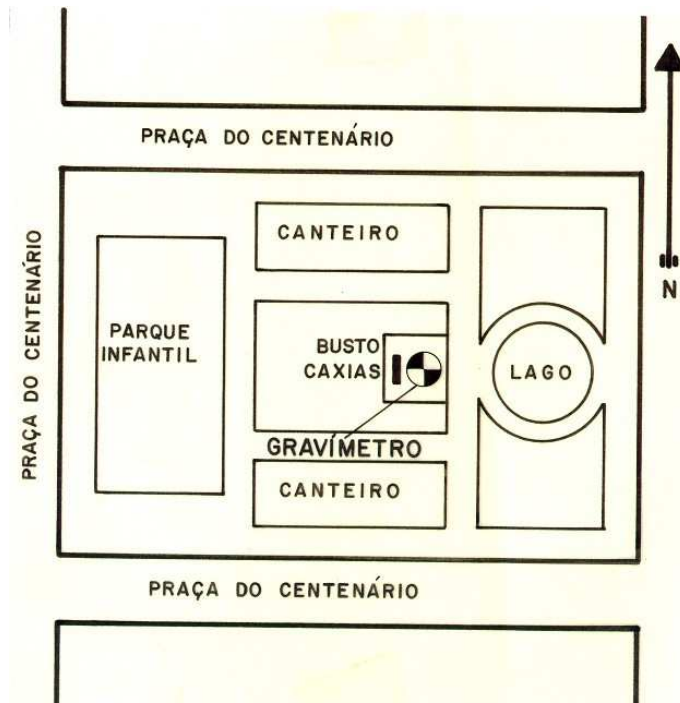 PRAÇA DO CENTENÁRIO
PRAÇA DO CENTENÁRIO
CANTEIRO
N
PARQUE
INFANTIL
BUSTO
CAXIAS
LAGO
GRAVÍMETRO
CANTEIRO
PRAÇA DO CENTENÁRIO